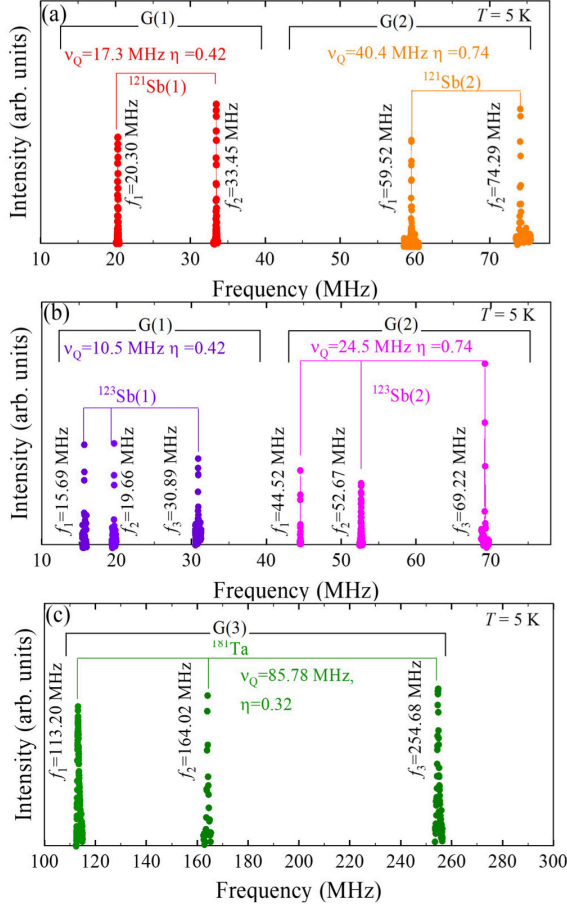 (a)
G(1)
G(2)
T = 5 K
νQ=17.3 MHz η =0.42
νQ=40.4 MHz η =0.74
121Sb(1)
121Sb(2)
f1=20.30 MHz
f2=33.45 MHz
f1=59.52 MHz
f2=74.29 MHz
Intensity (arb. units)
10 20 30 40 50 60 70
Frequency (MHz)
(b)
G(1)
G(2)
T = 5 K
νQ=10.5 MHz η =0.42
νQ=24.5 MHz η =0.74
123Sb(1)
123Sb(2)
f1=15.69 MHz
f2=19.66 MHz
f3=30.89 MHz
f1=44.52 MHz
f2=52.67 MHz
f3=69.22 MHz
Intensity (arb. units)
10 20 30 40 50 60 70
Frequency (MHz)
(c)
G(3)
T = 5 K
181Ta
νQ=85.78 MHz,
η=0.32
f1=113.20 MHz
f2=164.02 MHz
f3=254.68 MHz
Intensity (arb. units)
100 120 140 160 180 200 220 240 260 280 300
Frequency (MHz)